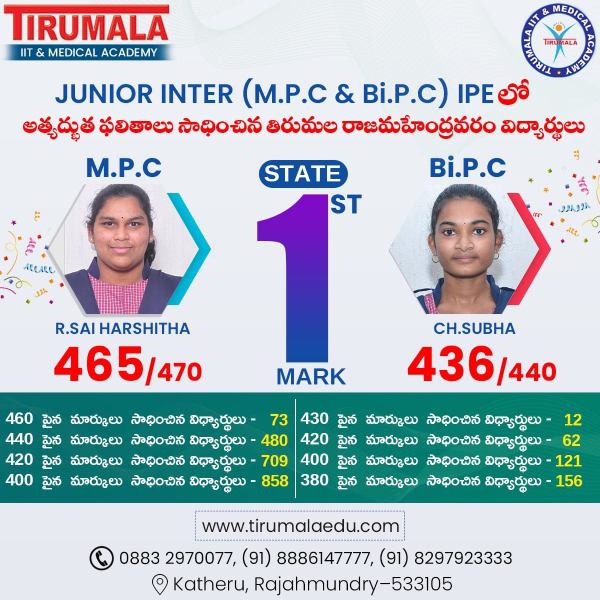 TIRUMALA
IIT & MEDICAL ACADEMY
TIRUMALA IIT & MEDICAL ACADEMY
TIRUMALA
JUNIOR INTER (M.P.C & Bi.P.C) IPE లో
అత్యద్భుత ఫలితాలు సాధించిన తిరుమల రాజమహేంద్రవరం విద్యార్థులు
M.P.C
STATE
1ST
MARK
Bi.P.C
R.SAI HARSHITHA
465/470
CH.SUBHA
436/440
460 పైన మార్కులు సాధించిన విద్యార్థులు - 73
440 పైన మార్కులు సాధించిన విద్యార్థులు - 480
420 పైన మార్కులు సాధించిన విద్యార్థులు - 709
400 పైన మార్కులు సాధించిన విద్యార్థులు - 858
430 పైన మార్కులు సాధించిన విద్యార్థులు - 12
420 పైన మార్కులు సాధించిన విద్యార్థులు - 62
400 పైన మార్కులు సాధించిన విద్యార్థులు - 121
380 పైన మార్కులు సాధించిన విద్యార్థులు - 156
www.tirumalaedu.com
0883 2970077, (91) 8886147777, (91) 8297923333
Katheru, Rajahmundry–533105